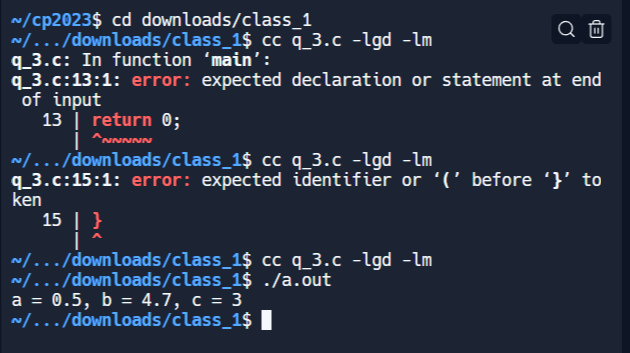 ~/cp2023$ cd downloads/class_1
~/.../downloads/class_1$ cc q_3.c -lgd -lm
q_3.c: In function ‘main’:
q_3.c:13:1: error: expected declaration or statement at end
 of input
   13 | return 0;
      | ^~~~~~
~/.../downloads/class_1$ cc q_3.c -lgd -lm
q_3.c:15:1: error: expected identifier or ‘(’ before ‘}’ to
ken
   15 | }
      | ^
~/.../downloads/class_1$ cc q_3.c -lgd -lm
~/.../downloads/class_1$ ./a.out
a = 0.5, b = 4.7, c = 3
~/.../downloads/class_1$